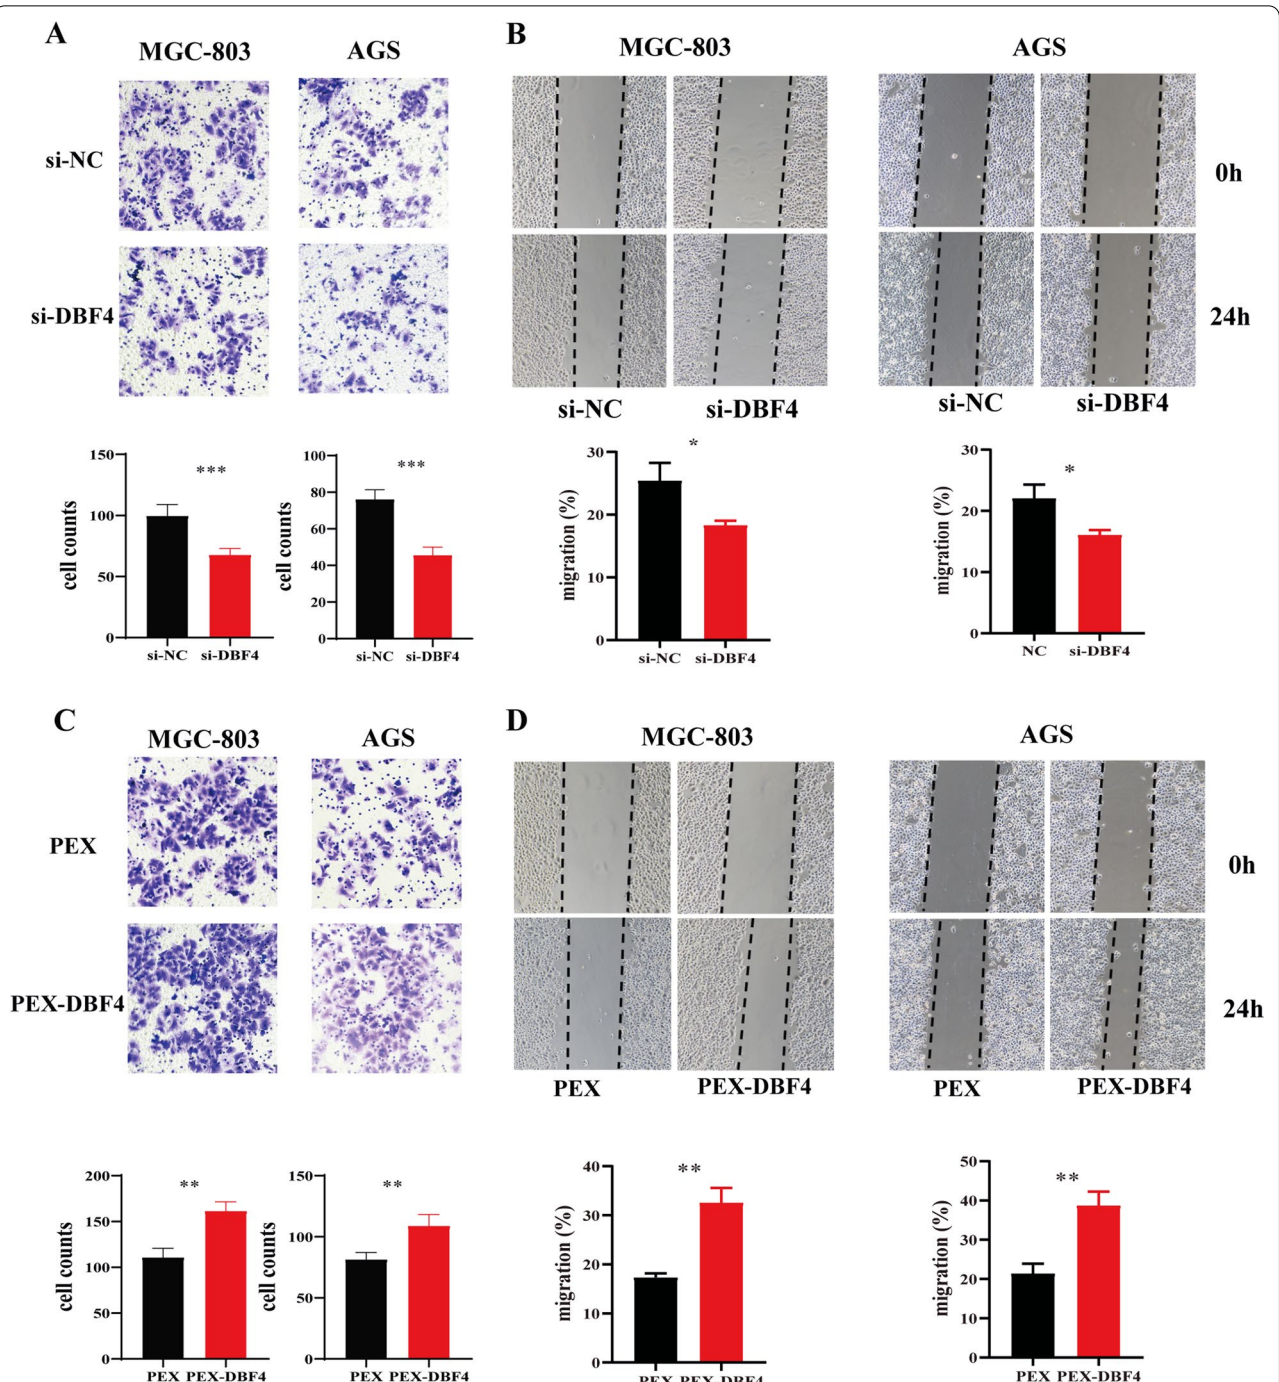 A
MGC-803
AGS
si-NC
si-DBF4
150
100
50
0
cell counts
***
si-NC si-DBF4
100
80
60
40
20
0
cell counts
***
si-NC si-DBF4
B
MGC-803
AGS
0h
24h
si-NC
si-DBF4
si-NC
si-DBF4
30
20
10
0
migration (%)
*
si-NC si-DBF4
30
20
10
0
migration (%)
*
NC si-DBF4
C
MGC-803
AGS
PEX
PEX-DBF4
200
150
100
50
0
cell counts
**
PEX PEX-DBF4
150
100
50
0
cell counts
**
PEX PEX-DBF4
D
MGC-803
AGS
0h
24h
PEX
PEX-DBF4
PEX
PEX-DBF4
40
30
20
10
0
migration (%)
**
PEX PEX-DBF4
50
40
30
20
10
0
migration (%)
**
PEX PEX-DBF4